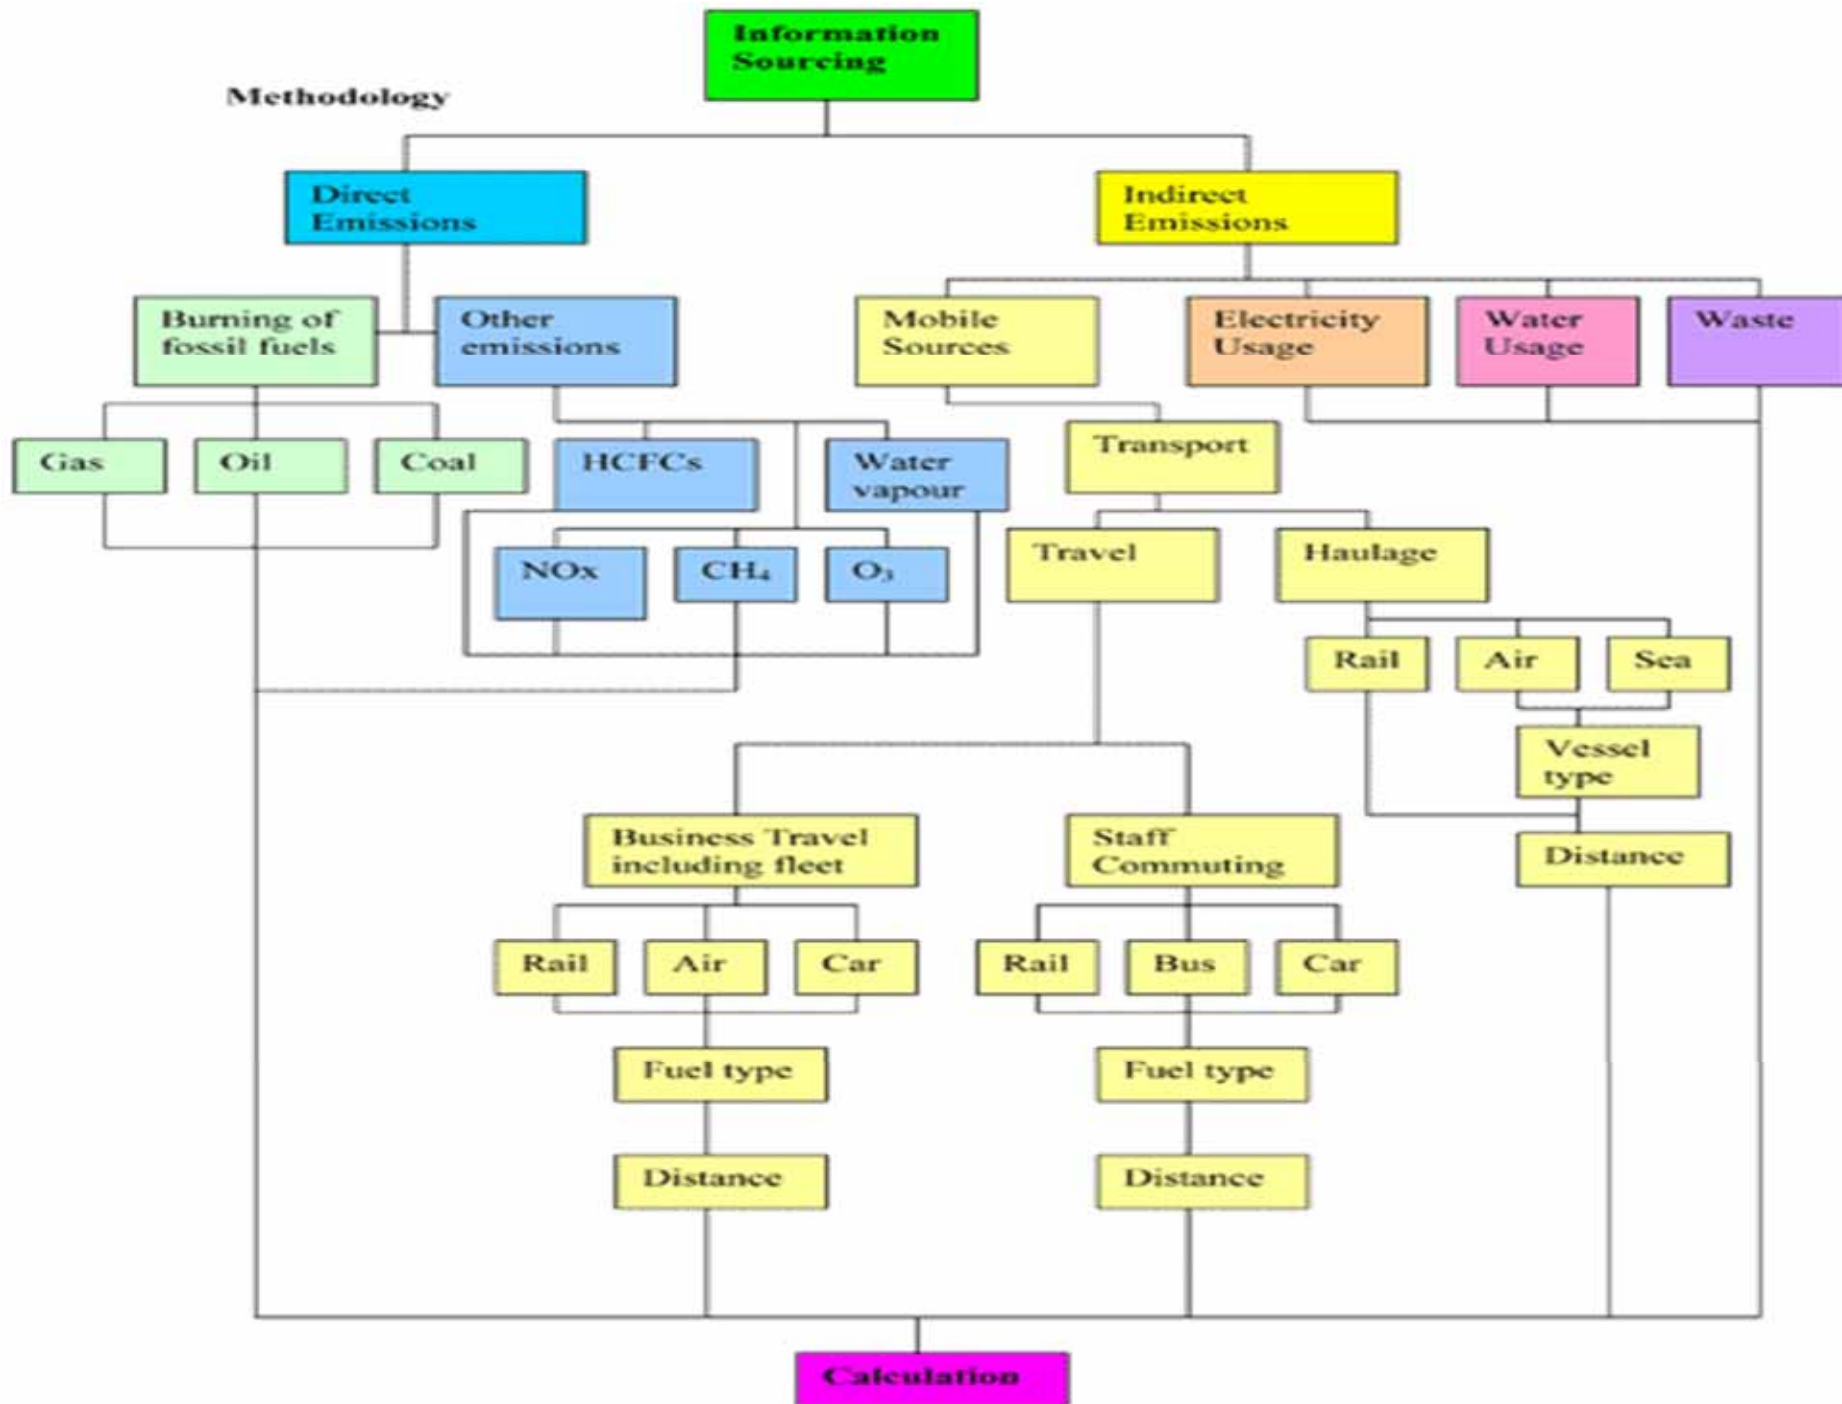 Information
Sourcing
Methodology
Direct
Emissions
Indirect
Emissions
Burning of
fossil fuels
Other
emissions
Mobile
Sources
Electricity
Usage
Water
Usage
Waste
Gas
Oil
Coal
HCFCs
Water
vapour
Transport
NOx
CH₄
O₃
Travel
Haulage
Rail
Air
Sea
Vessel
type
Business Travel
including fleet
Staff
Commuting
Distance
Rail
Air
Car
Rail
Bus
Car
Fuel type
Fuel type
Distance
Distance
Calculation